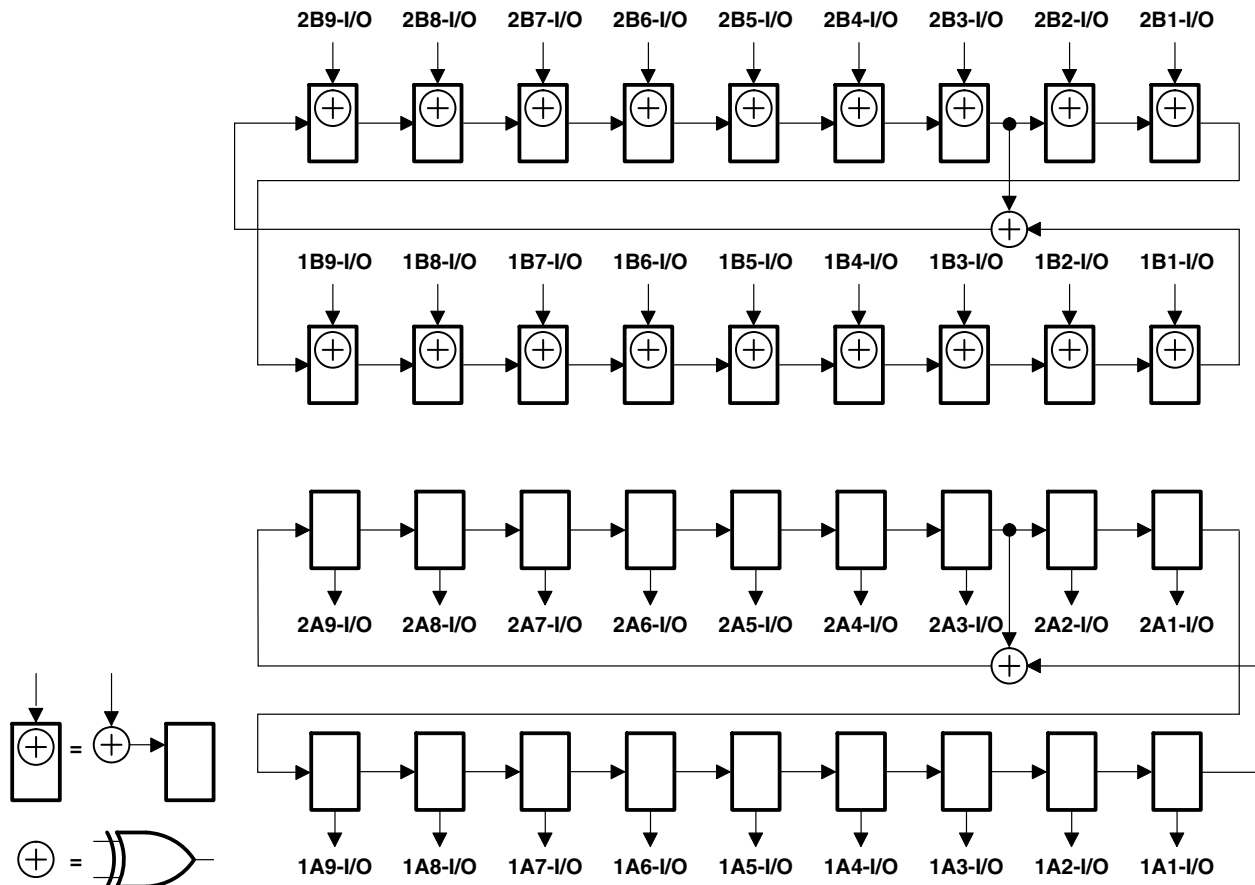 2B9-I/O 2B8-I/O 2B7-I/O 2B6-I/O 2B5-I/O 2B4-I/O 2B3-I/O 2B2-I/O 2B1-I/O
1B9-I/O 1B8-I/O 1B7-I/O 1B6-I/O 1B5-I/O 1B4-I/O 1B3-I/O 1B2-I/O 1B1-I/O
2A9-I/O 2A8-I/O 2A7-I/O 2A6-I/O 2A5-I/O 2A4-I/O 2A3-I/O 2A2-I/O 2A1-I/O
=
=
1A9-I/O 1A8-I/O 1A7-I/O 1A6-I/O 1A5-I/O 1A4-I/O 1A3-I/O 1A2-I/O 1A1-I/O